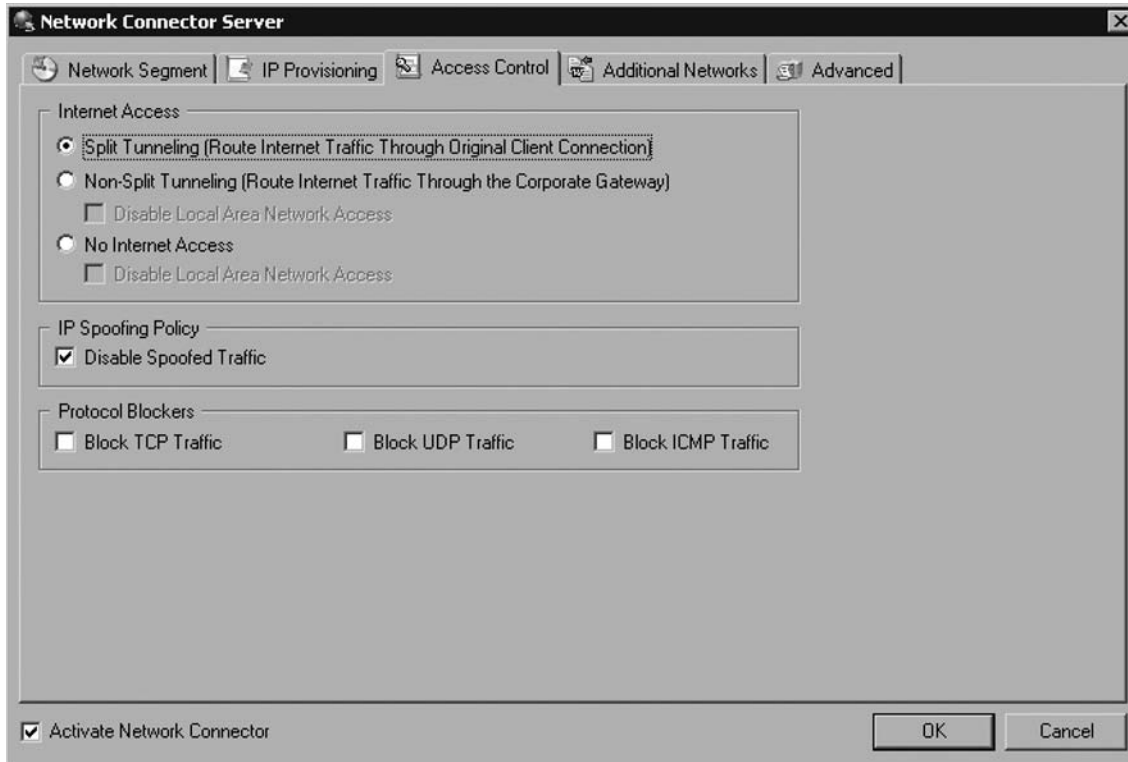 Network Connector Server
Network Segment
IP Provisioning
Access Control
Additional Networks
Advanced
Internet Access
Split Tunneling (Route Internet Traffic Through Original Client Connection)
Non-Split Tunneling (Route Internet Traffic Through the Corporate Gateway)
Disable Local Area Network Access
No Internet Access
Disable Local Area Network Access
IP Spoofing Policy
Disable Spoofed Traffic
Protocol Blockers
Block TCP Traffic
Block UDP Traffic
Block ICMP Traffic
Activate Network Connector
OK
Cancel